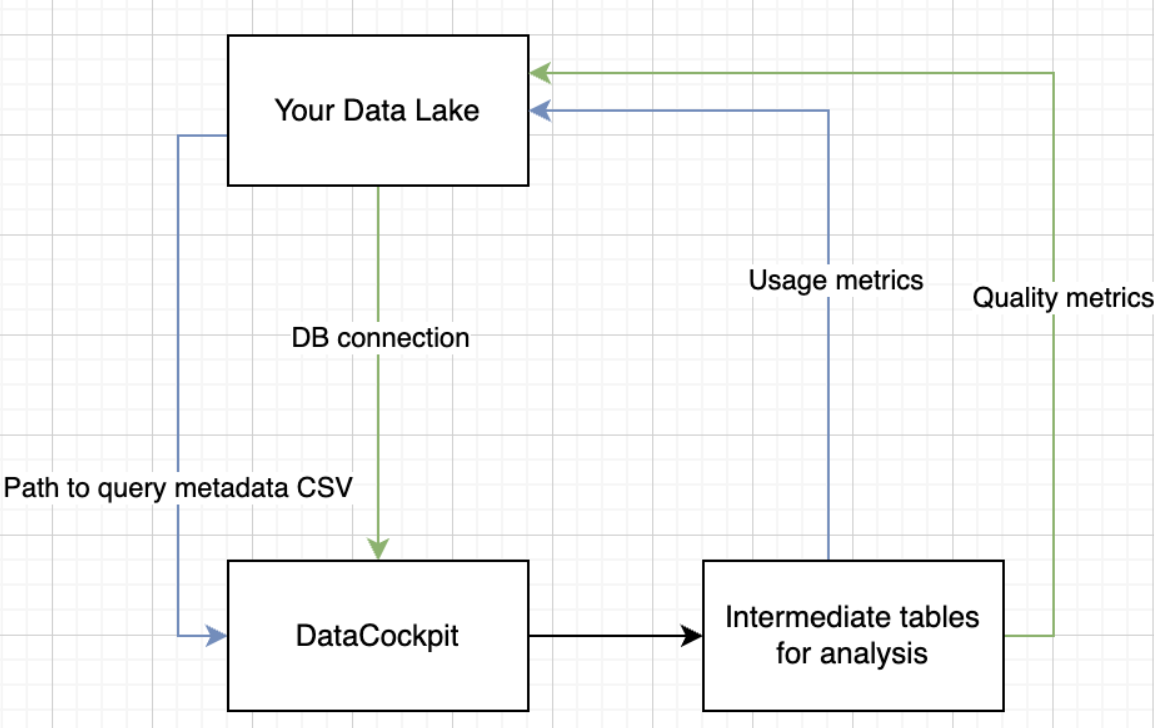 Your Data Lake
Usage metrics
Quality metrics
DB connection
Path to query metadata CSV
DataCockpit
Intermediate tables
for analysis